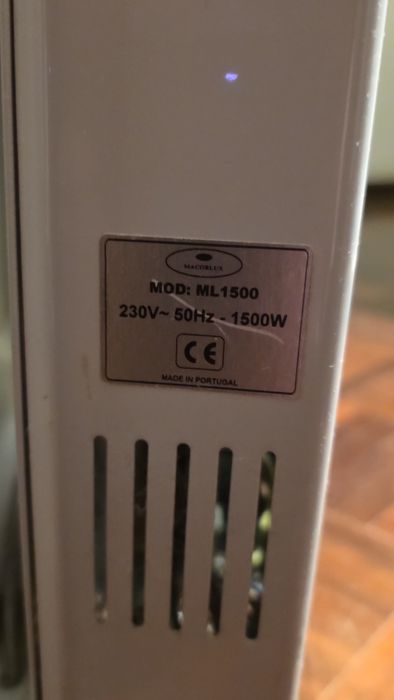 MACORLUX
MOD: ML1500
230V~ 50Hz - 1500W
CE
MADE IN PORTUGAL